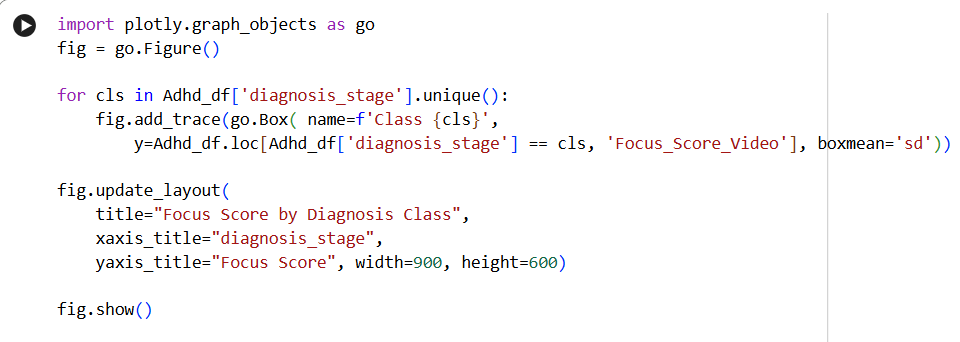 import plotly.graph_objects as go
fig = go.Figure()

for cls in Adhd_df['diagnosis_stage'].unique():
    fig.add_trace(go.Box( name=f'Class {cls}',
        y=Adhd_df.loc[Adhd_df['diagnosis_stage'] == cls, 'Focus_Score_Video'], boxmean='sd'))

fig.update_layout(
    title="Focus Score by Diagnosis Class",
    xaxis_title="diagnosis_stage",
    yaxis_title="Focus Score", width=900, height=600)

fig.show()